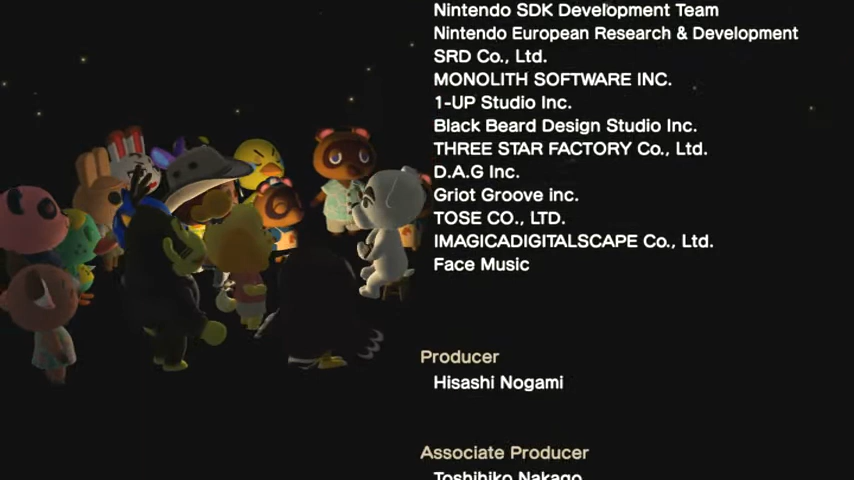 Nintendo SDK Development Team
Nintendo European Research & Development
SRD Co., Ltd.
MONOLITH SOFTWARE INC.
1-UP Studio Inc.
Black Beard Design Studio Inc.
THREE STAR FACTORY Co., Ltd.
D.A.G Inc.
Griot Groove inc.
TOSE CO., LTD.
IMAGICADIGITALSCAPE Co., Ltd.
Face Music
Producer
Hisashi Nogami
Associate Producer
Toshihiko Nakago